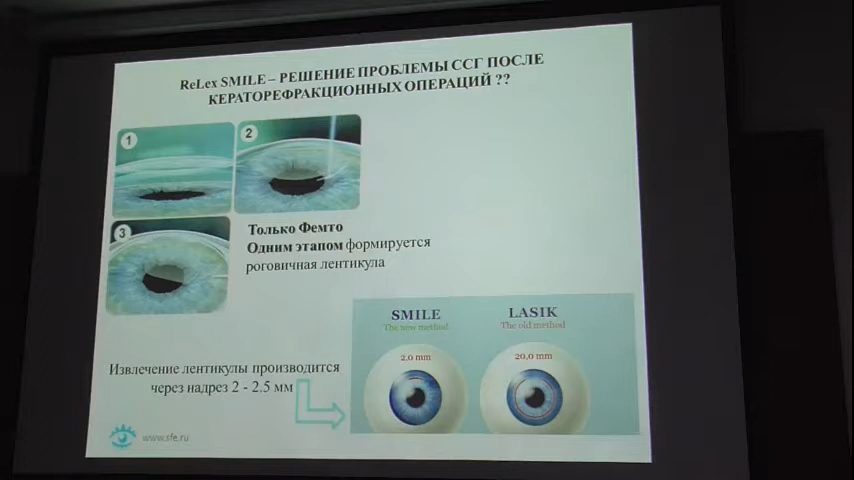 ReLex SMILE – РЕШЕНИЕ ПРОБЛЕМЫ ССГ ПОСЛЕ
КЕРАТОРЕФРАКЦИОННЫХ ОПЕРАЦИЙ ??
1
2
3
Только Фемто
Одним этапом формируется
роговичная лентикула
SMILE
The new method
2,0 mm
LASIK
The old method
20,0 mm
Извлечение лентикулы производится
через надрез 2 - 2.5 мм
www.sfe.ru